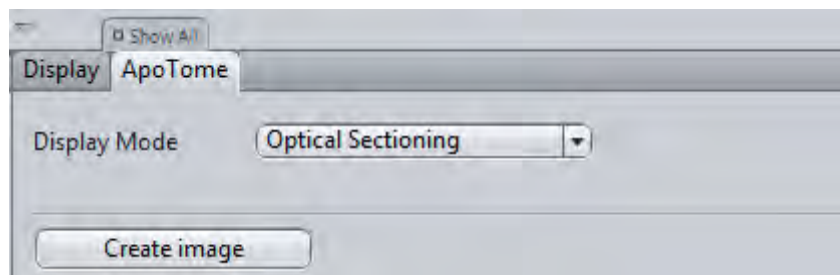 Show All
Display ApoTome
Display Mode Optical Sectioning
Create image